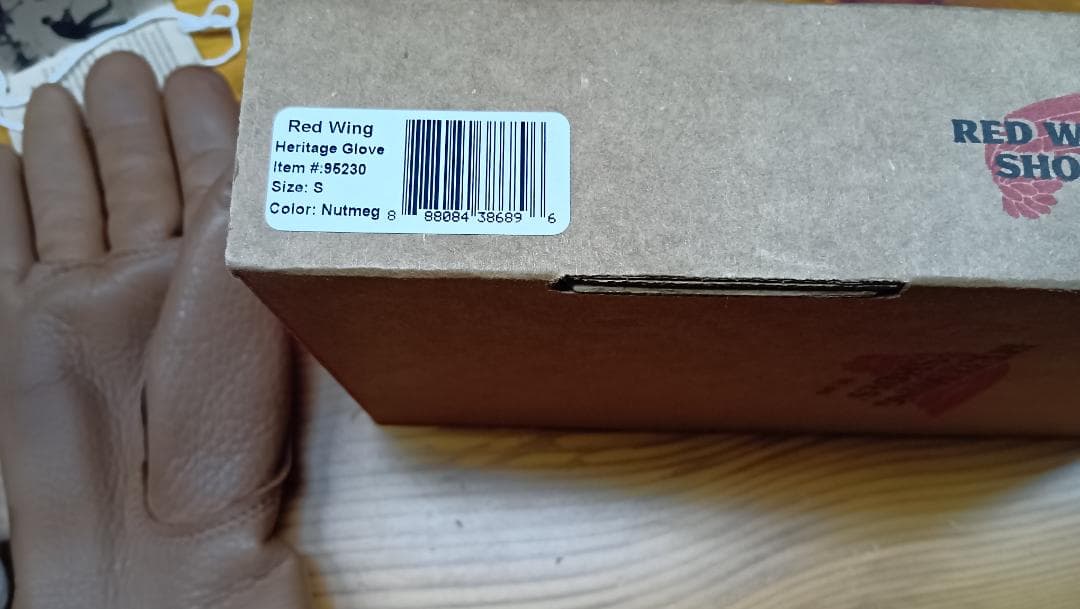 Red Wing
Heritage Glove
Item #:95230
Size: S
Color: Nutmeg
8 88084 38689 6
RED W
SHO